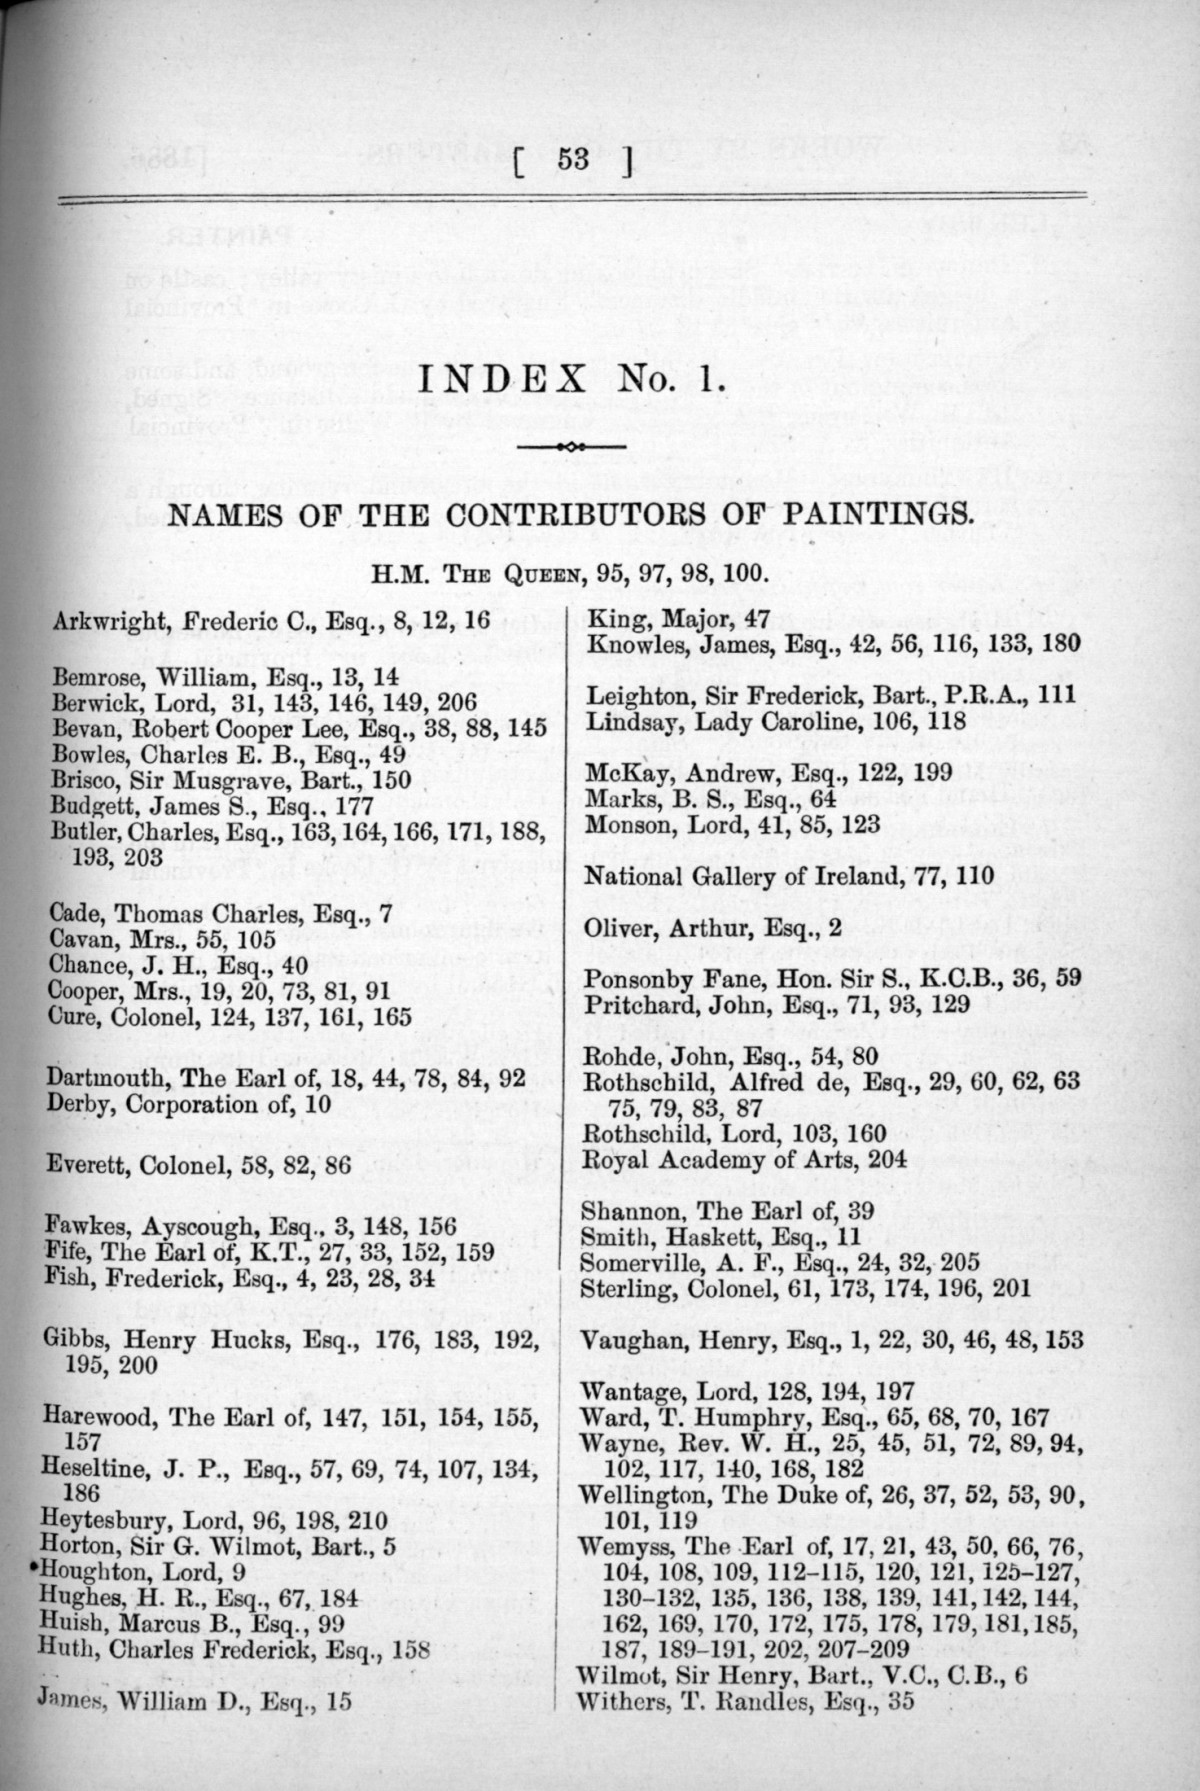 [ 53 ]
INDEX No. 1.
NAMES OF THE CONTRIBUTORS OF PAINTINGS.
H.M. The Queen, 95, 97, 98, 100.
Arkwright, Frederic C., Esq., 8, 12, 16
Bemrose, William, Esq., 13, 14
Berwick, Lord, 31, 143, 146, 149, 206
Bevan, Robert Cooper Lee, Esq., 38, 88, 145
Bowles, Charles E. B., Esq., 49
Brisco, Sir Musgrave, Bart., 150
Budgett, James S., Esq., 177
Butler, Charles, Esq., 163, 164, 166, 171, 188,
193, 203
Cade, Thomas Charles, Esq., 7
Cavan, Mrs., 55, 105
Chance, J. H., Esq., 40
Cooper, Mrs., 19, 20, 73, 81, 91
Cure, Colonel, 124, 137, 161, 165
Dartmouth, The Earl of, 18, 44, 78, 84, 92
Derby, Corporation of, 10
Everett, Colonel, 58, 82, 86
Fawkes, Ayscough, Esq., 3, 148, 156
Fife, The Earl of, K.T., 27, 33, 152, 159
Fish, Frederick, Esq., 4, 23, 28, 34
Gibbs, Henry Hucks, Esq., 176, 183, 192,
195, 200
Harewood, The Earl of, 147, 151, 154, 155,
157
Heseltine, J. P., Esq., 57, 69, 74, 107, 134,
186
Heytesbury, Lord, 96, 198, 210
Horton, Sir G. Wilmot, Bart., 5
•Houghton, Lord, 9
Hughes, H. R., Esq., 67, 184
Huish, Marcus B., Esq., 99
Huth, Charles Frederick, Esq., 158
James, William D., Esq., 15
King, Major, 47
Knowles, James, Esq., 42, 56, 116, 133, 180
Leighton, Sir Frederick, Bart., P.R.A., 111
Lindsay, Lady Caroline, 106, 118
McKay, Andrew, Esq., 122, 199
Marks, B. S., Esq., 64
Monson, Lord, 41, 85, 123
National Gallery of Ireland, 77, 110
Oliver, Arthur, Esq., 2
Ponsonby Fane, Hon. Sir S., K.C.B., 36, 59
Pritchard, John, Esq., 71, 93, 129
Rohde, John, Esq., 54, 80
Rothschild, Alfred de, Esq., 29, 60, 62, 63
75, 79, 83, 87
Rothschild, Lord, 103, 160
Royal Academy of Arts, 204
Shannon, The Earl of, 39
Smith, Haskett, Esq., 11
Somerville, A. F., Esq., 24, 32, 205
Sterling, Colonel, 61, 173, 174, 196, 201
Vaughan, Henry, Esq., 1, 22, 30, 46, 48, 153
Wantage, Lord, 128, 194, 197
Ward, T. Humphry, Esq., 65, 68, 70, 167
Wayne, Rev. W. H., 25, 45, 51, 72, 89, 94,
102, 117, 140, 168, 182
Wellington, The Duke of, 26, 37, 52, 53, 90,
101, 119
Wemyss, The Earl of, 17, 21, 43, 50, 66, 76,
104, 108, 109, 112–115, 120, 121, 125–127,
130–132, 135, 136, 138, 139, 141, 142, 144,
162, 169, 170, 172, 175, 178, 179, 181, 185,
187, 189–191, 202, 207–209
Wilmot, Sir Henry, Bart., V.C., C.B., 6
Withers, T. Randles, Esq., 35